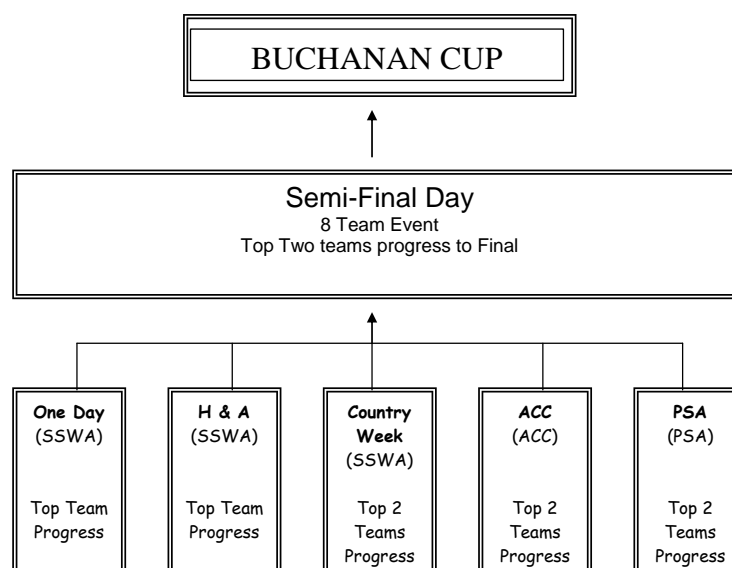 BUCHANAN CUP
Semi-Final Day
8 Team Event
Top Two teams progress to Final
One Day
(SSWA)
Top Team
Progress
H & A
(SSWA)
Top Team
Progress
Country
Week
(SSWA)
Top 2
Teams
Progress
ACC
(ACC)
Top 2
Teams
Progress
PSA
(PSA)
Top 2
Teams
Progress